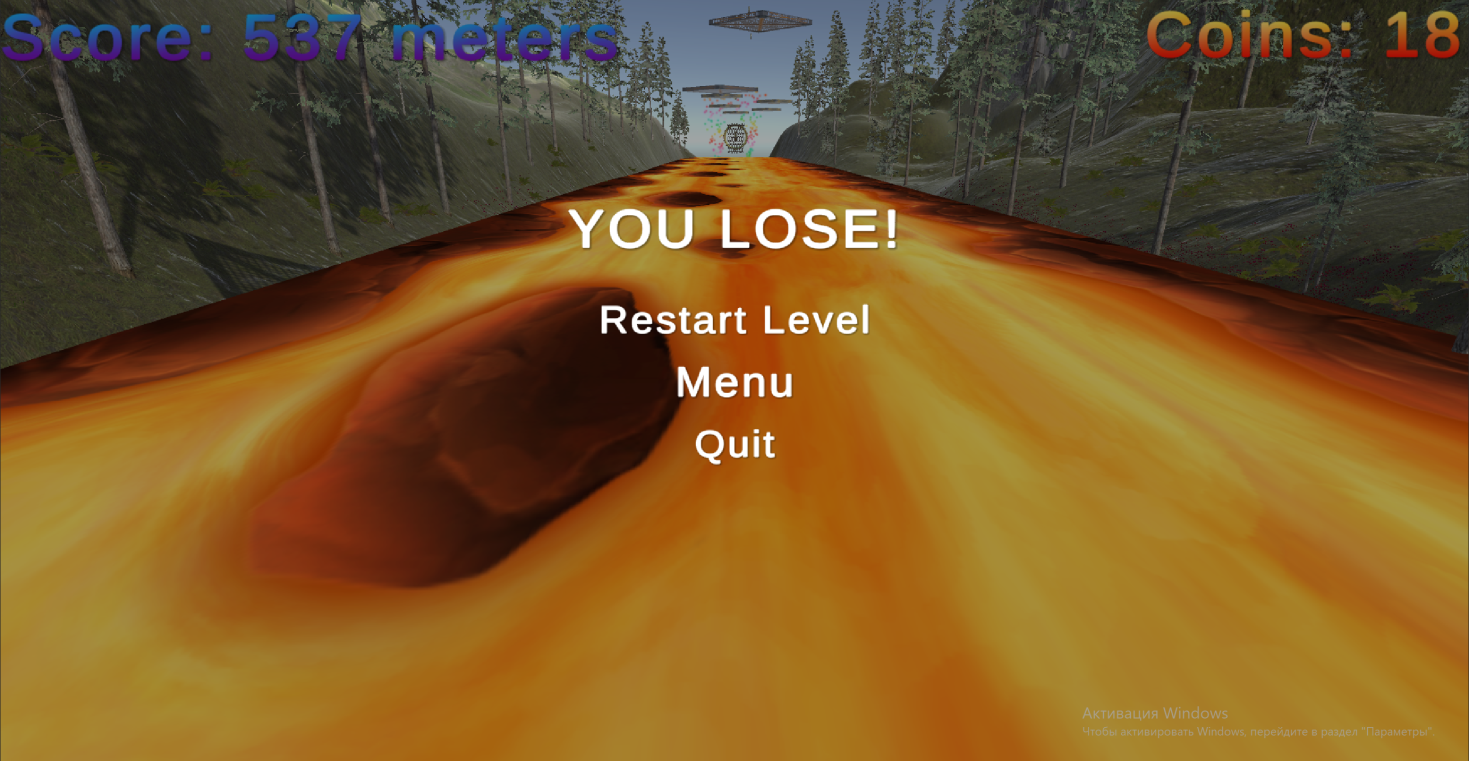 Score: 537 meters
Coins: 18
YOU LOSE!
Restart Level
Menu
Quit
Активация Windows
Чтобы активировать Windows, перейдите в раздел "Параметры".